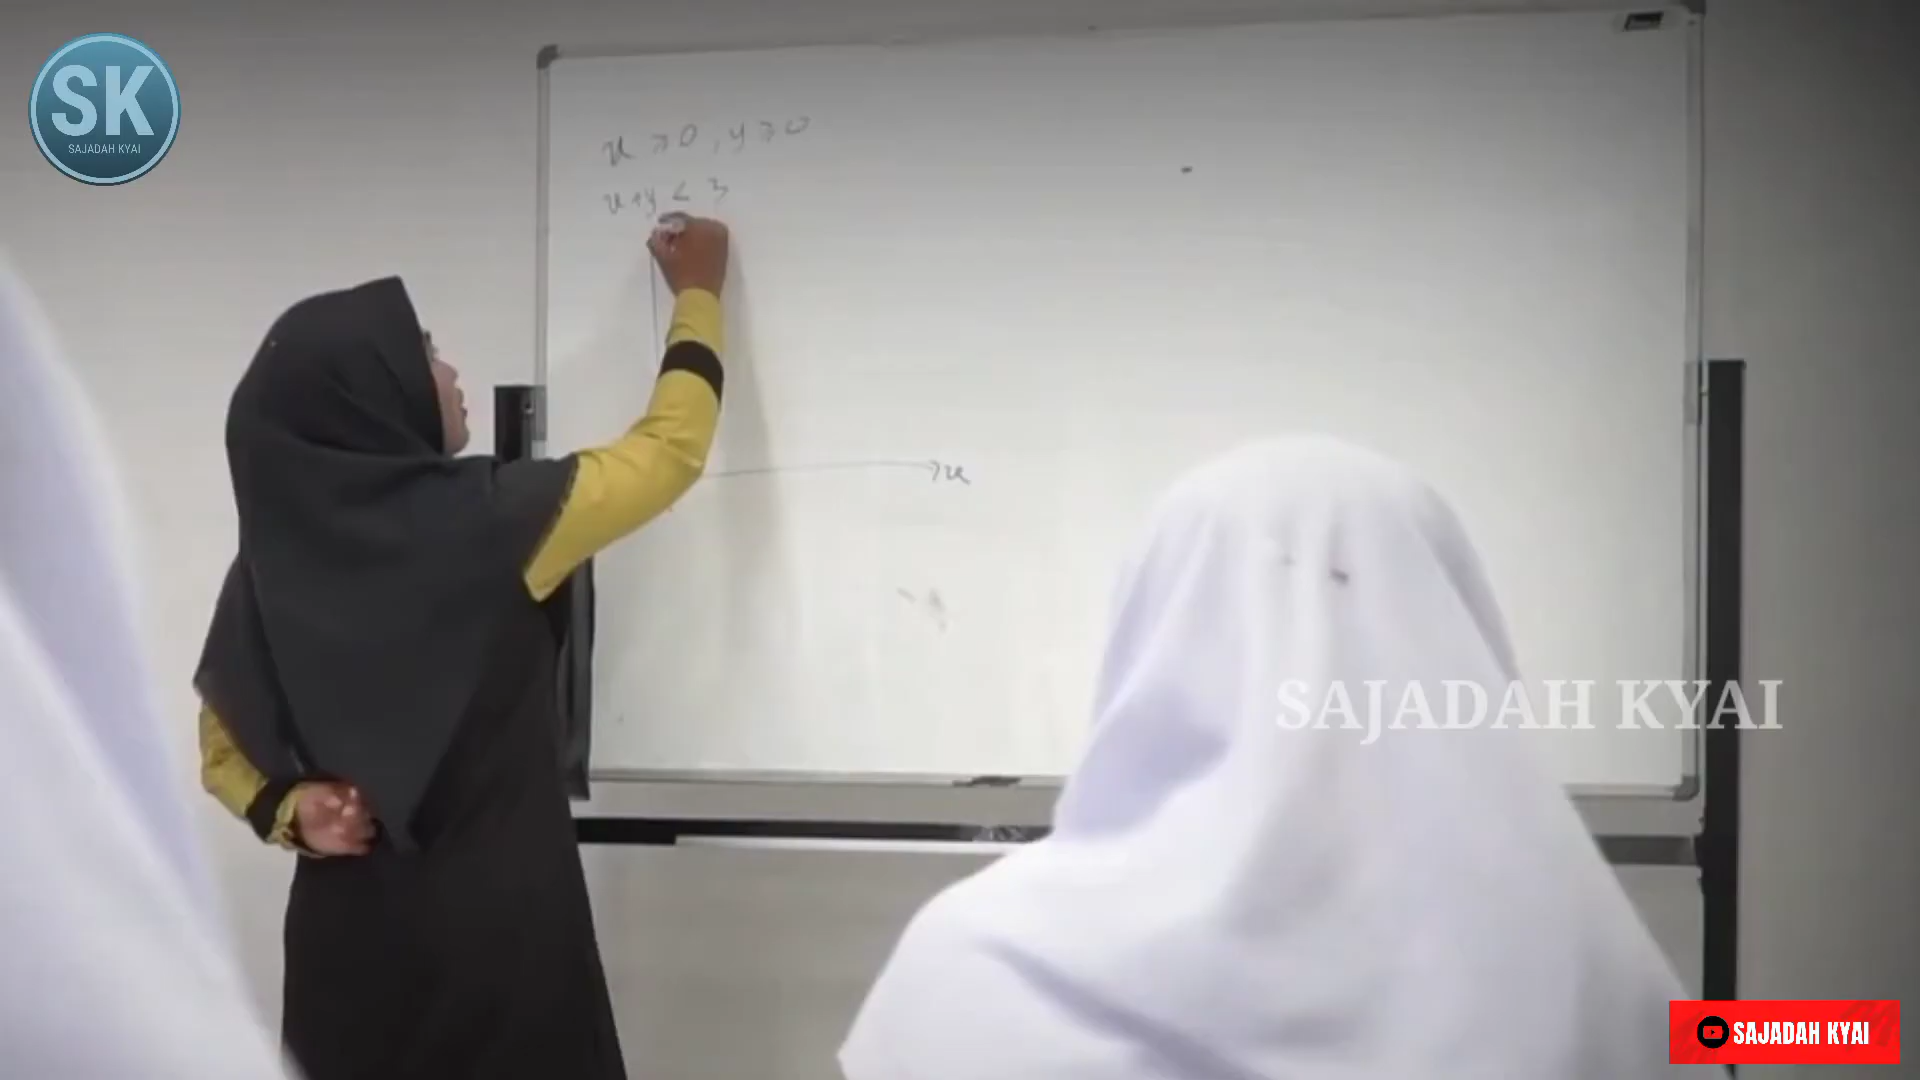 SK
SAJADAH KYAI
x ≥ 0, y ≥ 0
x + y < 3
x
SAJADAH KYAI
SAJADAH KYAI